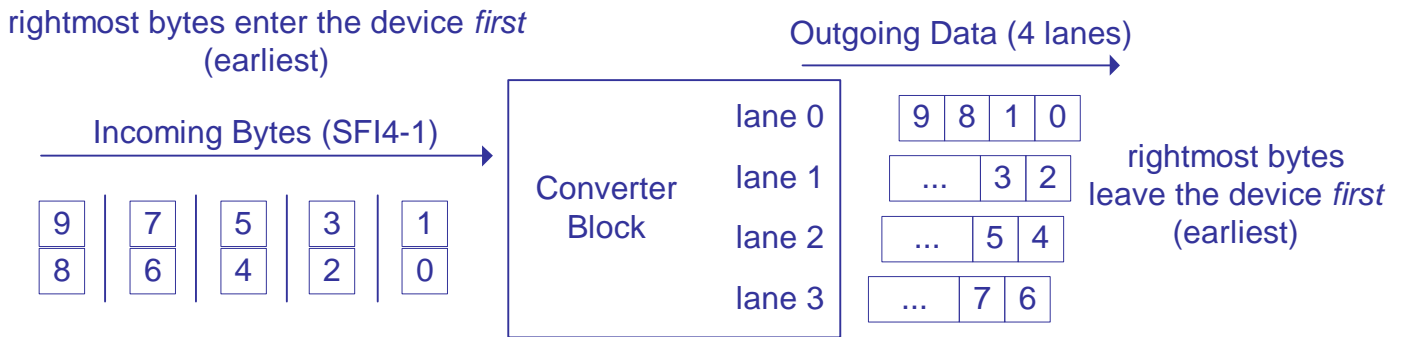 rightmost bytes enter the device first
(earliest)
Incoming Bytes (SFI4-1)
9 7 5 3 1
8 6 4 2 0
Converter
Block
lane 0
lane 1
lane 2
lane 3
Outgoing Data (4 lanes)
9 8 1 0
... 3 2
... 5 4
... 7 6
rightmost bytes
leave the device first
(earliest)